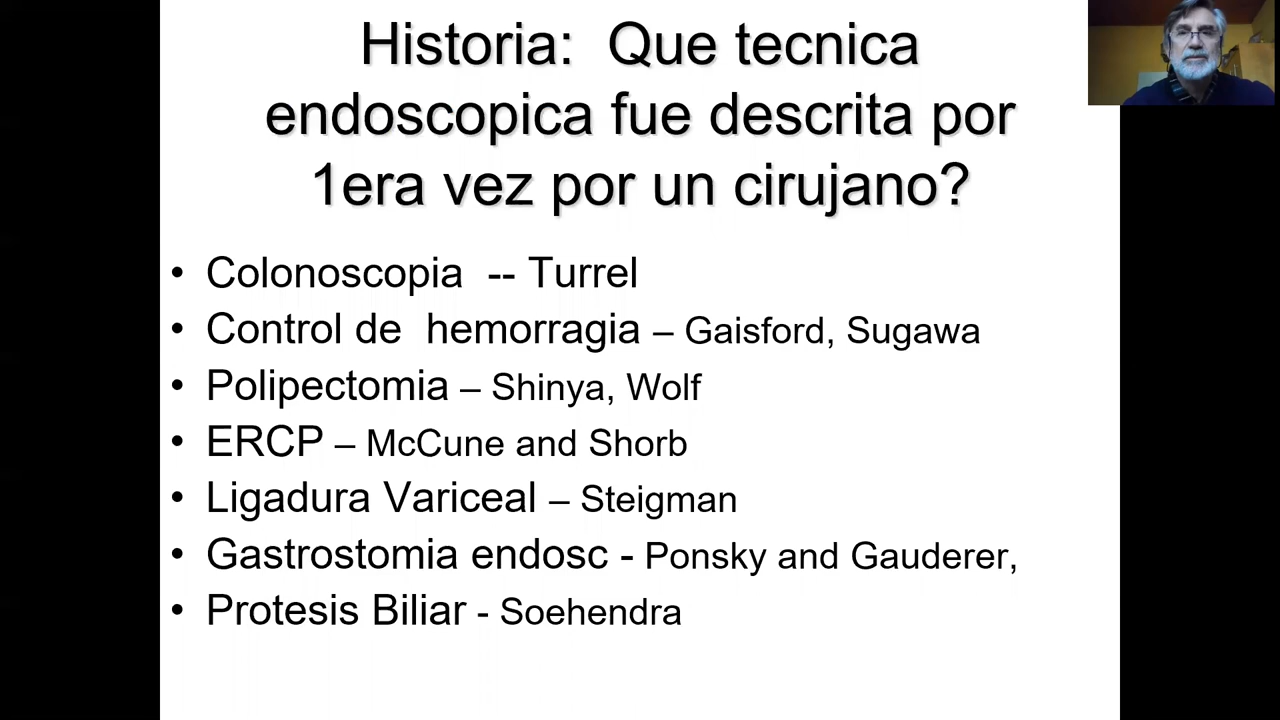 Historia:  Que tecnica
endoscopica fue descrita por
1era vez por un cirujano?
• Colonoscopia  -- Turrel
• Control de  hemorragia – Gaisford, Sugawa
• Polipectomia – Shinya, Wolf
• ERCP – McCune and Shorb
• Ligadura Variceal – Steigman
• Gastrostomia endosc - Ponsky and Gauderer,
• Protesis Biliar - Soehendra